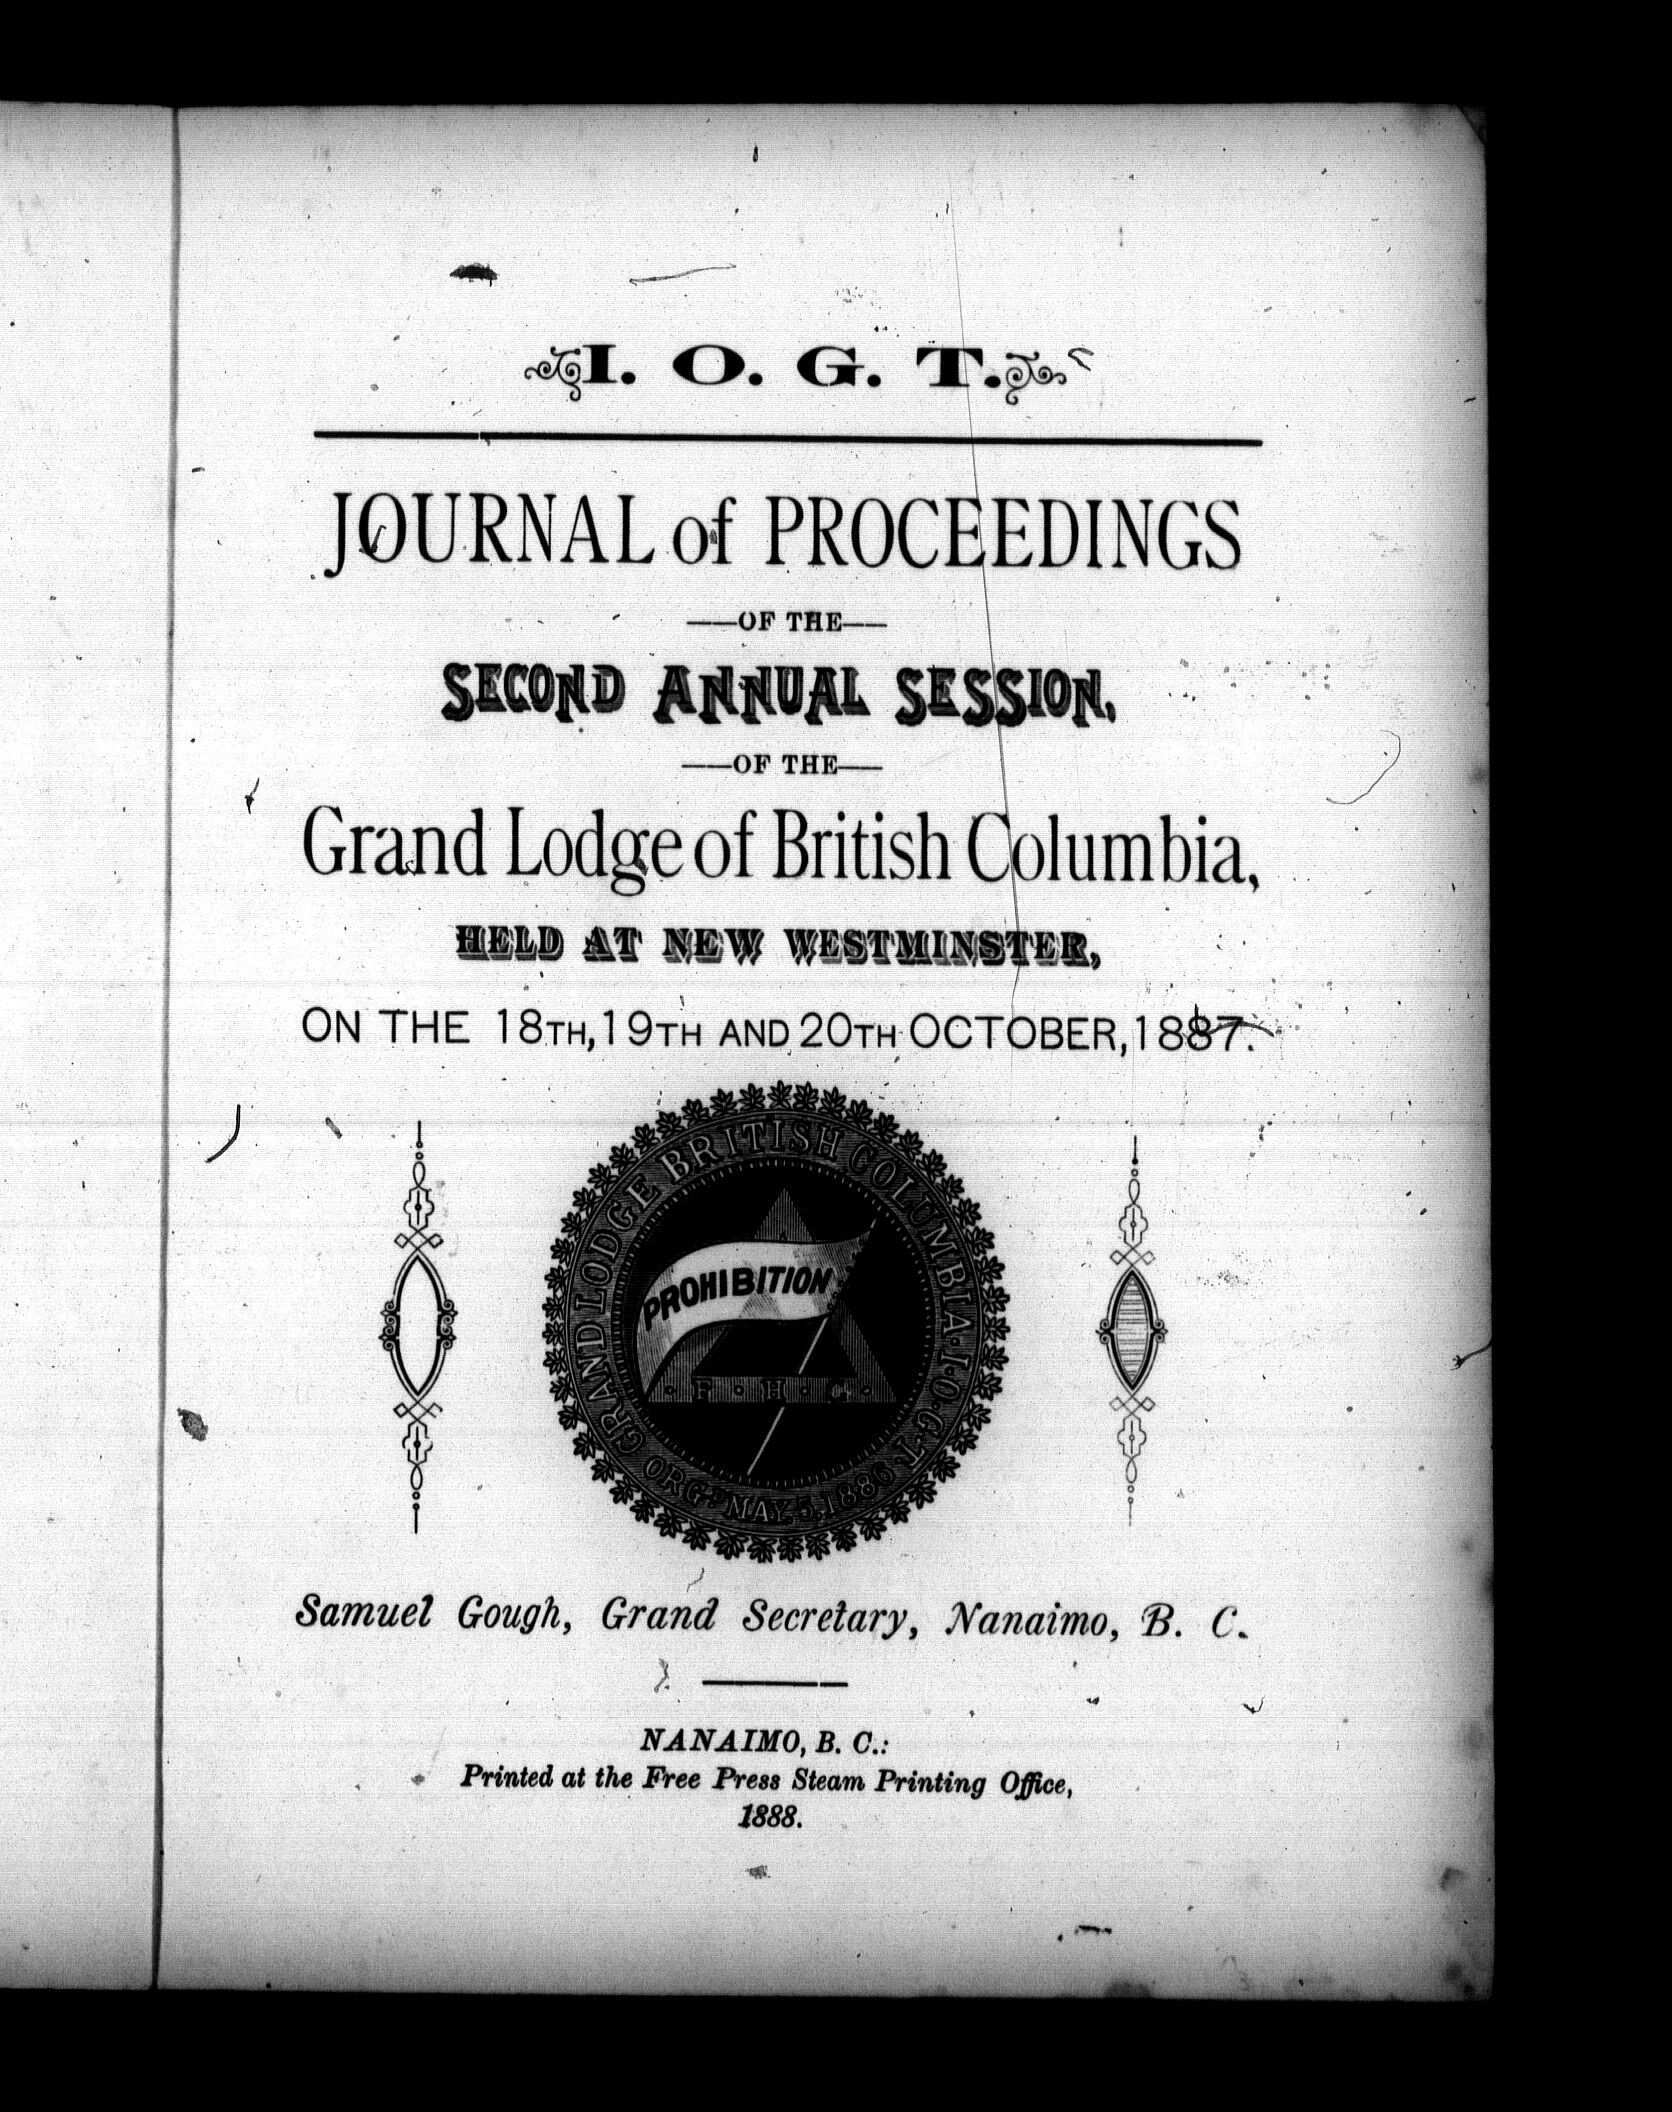 I. O. G. T.
JOURNAL of PROCEEDINGS
——OF THE——
SECOND ANNUAL SESSION,
——OF THE——
Grand Lodge of British Columbia,
HELD AT NEW WESTMINSTER,
ON THE 18TH, 19TH AND 20TH OCTOBER, 1887.
GRAND LODGE BRITISH COLUMBIA · I · O · G · T ·
PROHIBITION
· F · H · C ·
ORG'D MAY 5, 1886
Samuel Gough, Grand Secretary, Nanaimo, B. C.
NANAIMO, B. C.:
Printed at the Free Press Steam Printing Office,
1888.